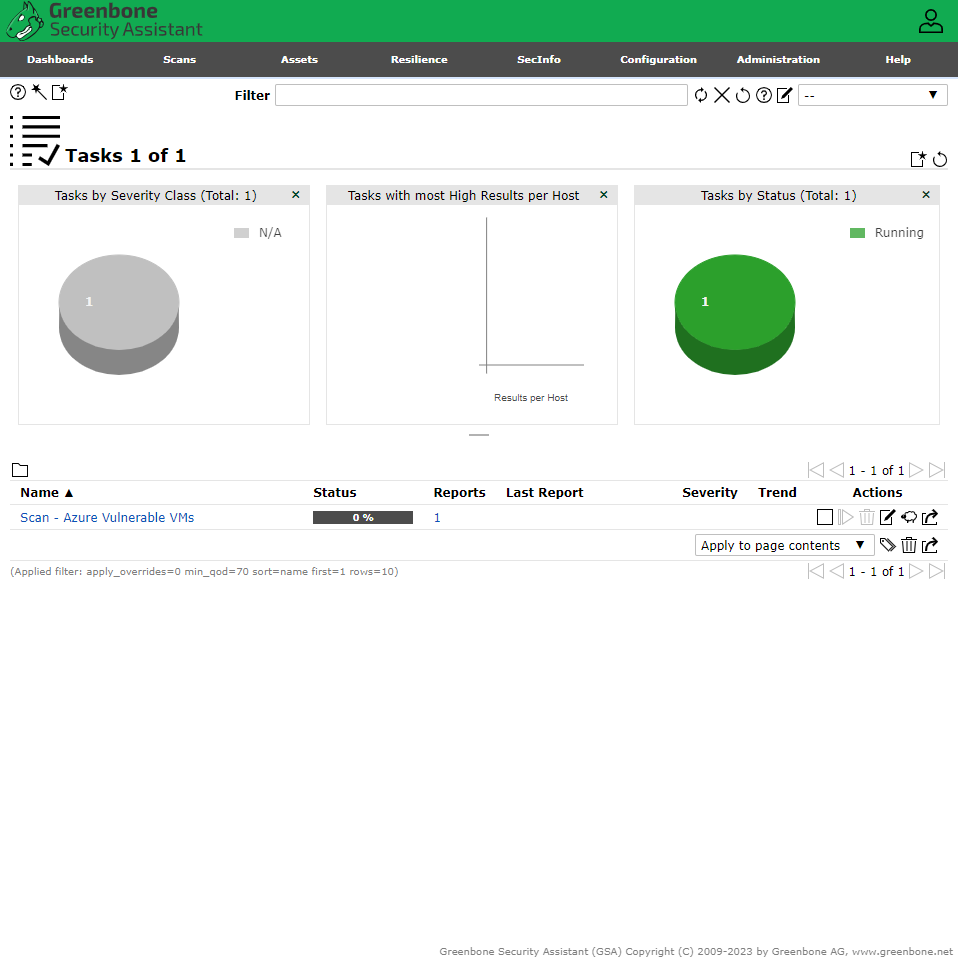 Greenbone
Security Assistant
Dashboards Scans Assets Resilience SecInfo Configuration Administration Help
Filter --
Tasks 1 of 1
Tasks by Severity Class (Total: 1) Tasks with most High Results per Host Tasks by Status (Total: 1)
N/A Running
1 1
Results per Host
1 - 1 of 1
Name ▲ Status Reports Last Report Severity Trend Actions
Scan - Azure Vulnerable VMs 0 % 1
Apply to page contents
(Applied filter: apply_overrides=0 min_qod=70 sort=name first=1 rows=10) 1 - 1 of 1
Greenbone Security Assistant (GSA) Copyright (C) 2009-2023 by Greenbone AG, www.greenbone.net